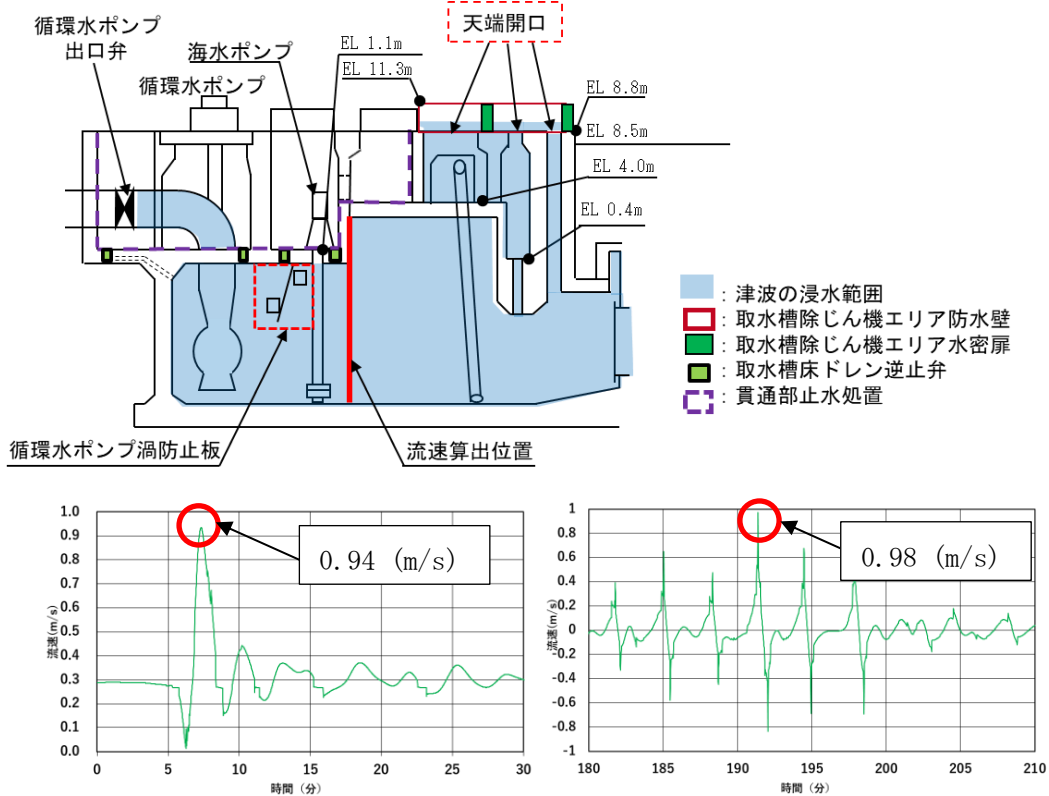 循環水ポンプ
出口弁
海水ポンプ
循環水ポンプ
EL 1.1m
EL 11.3m
天端開口
EL 8.8m
EL 8.5m
EL 4.0m
EL 0.4m
：津波の浸水範囲
：取水槽除じん機エリア防水壁
：取水槽除じん機エリア水密扉
：取水槽床ドレン逆止弁
：貫通部止水処置
循環水ポンプ渦防止板
流速算出位置
1.0
0.9
0.8
0.7
0.6
0.5
0.4
0.3
0.2
0.1
0.0
流速(m/s)
0.94 (m/s)
0 5 10 15 20 25 30
時間（分）
1
0.8
0.6
0.4
0.2
0
-0.2
-0.4
-0.6
-0.8
-1
流速(m/s)
0.98 (m/s)
180 185 190 195 200 205 210
時間（分）